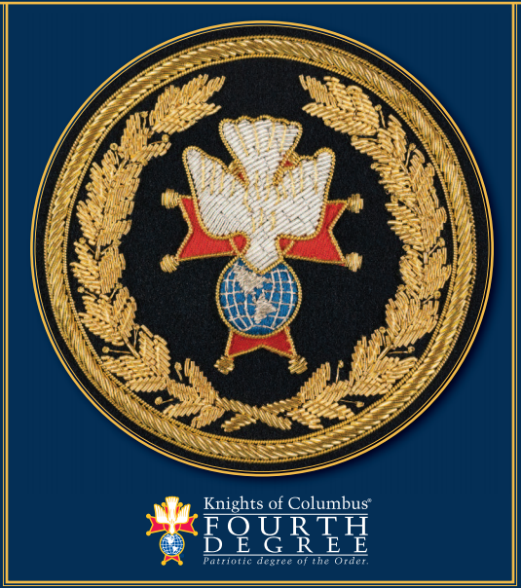 Knights of Columbus®
FOURTH
DEGREE
Patriotic degree of the Order.